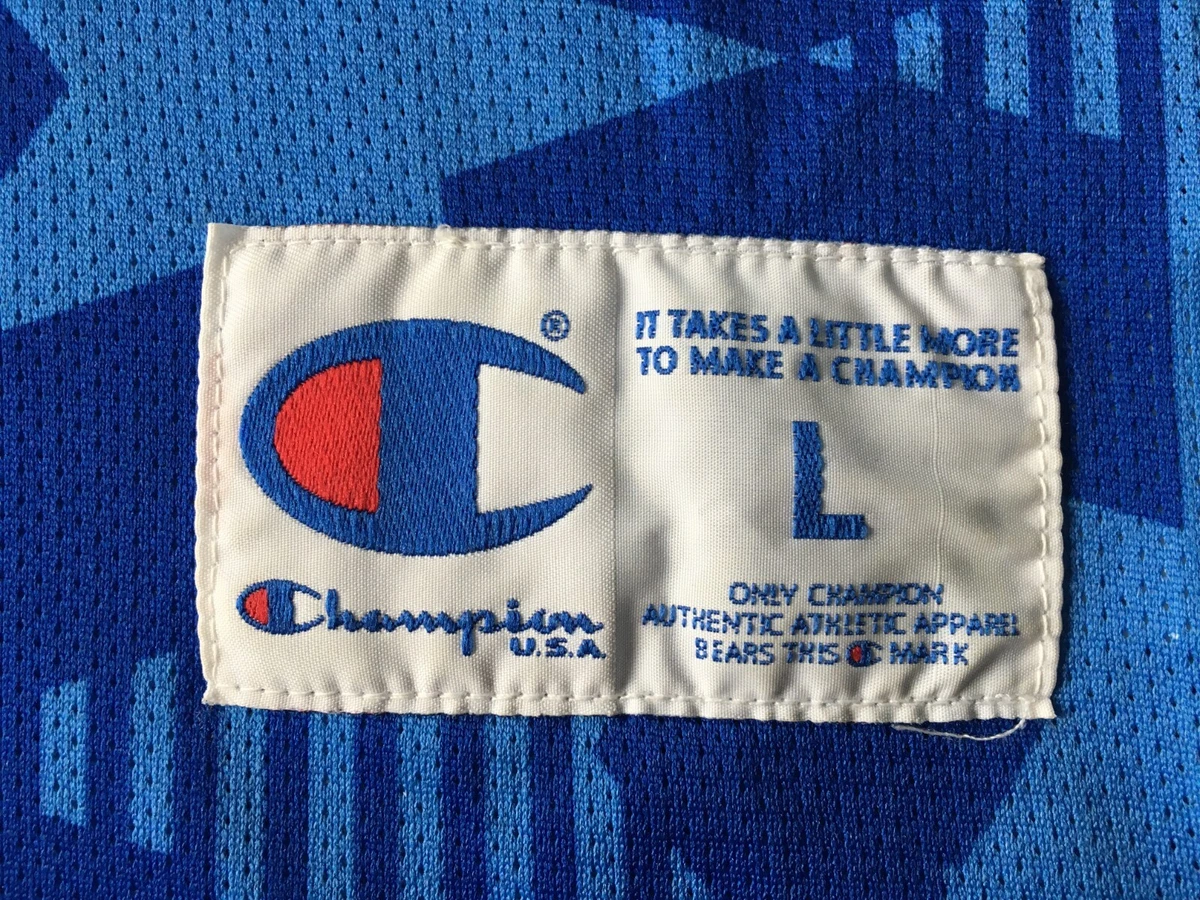 ®
Champion
U.S.A.
IT TAKES A LITTLE MORE
TO MAKE A CHAMPION
L
ONLY CHAMPION
AUTHENTIC ATHLETIC APPAREL
BEARS THIS C MARK